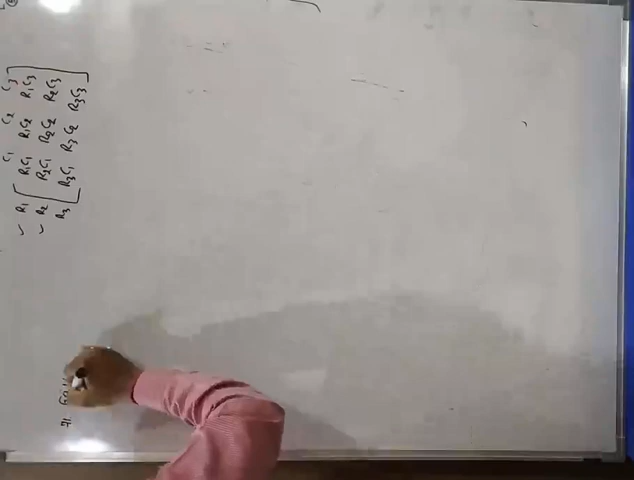 C1 C2 C3
✓ R1 [ R1C1 R1C2 R1C3 ]
✓ R2 R2C1 R2C2 R2C3
R3 R3C1 R3C2 R3C3